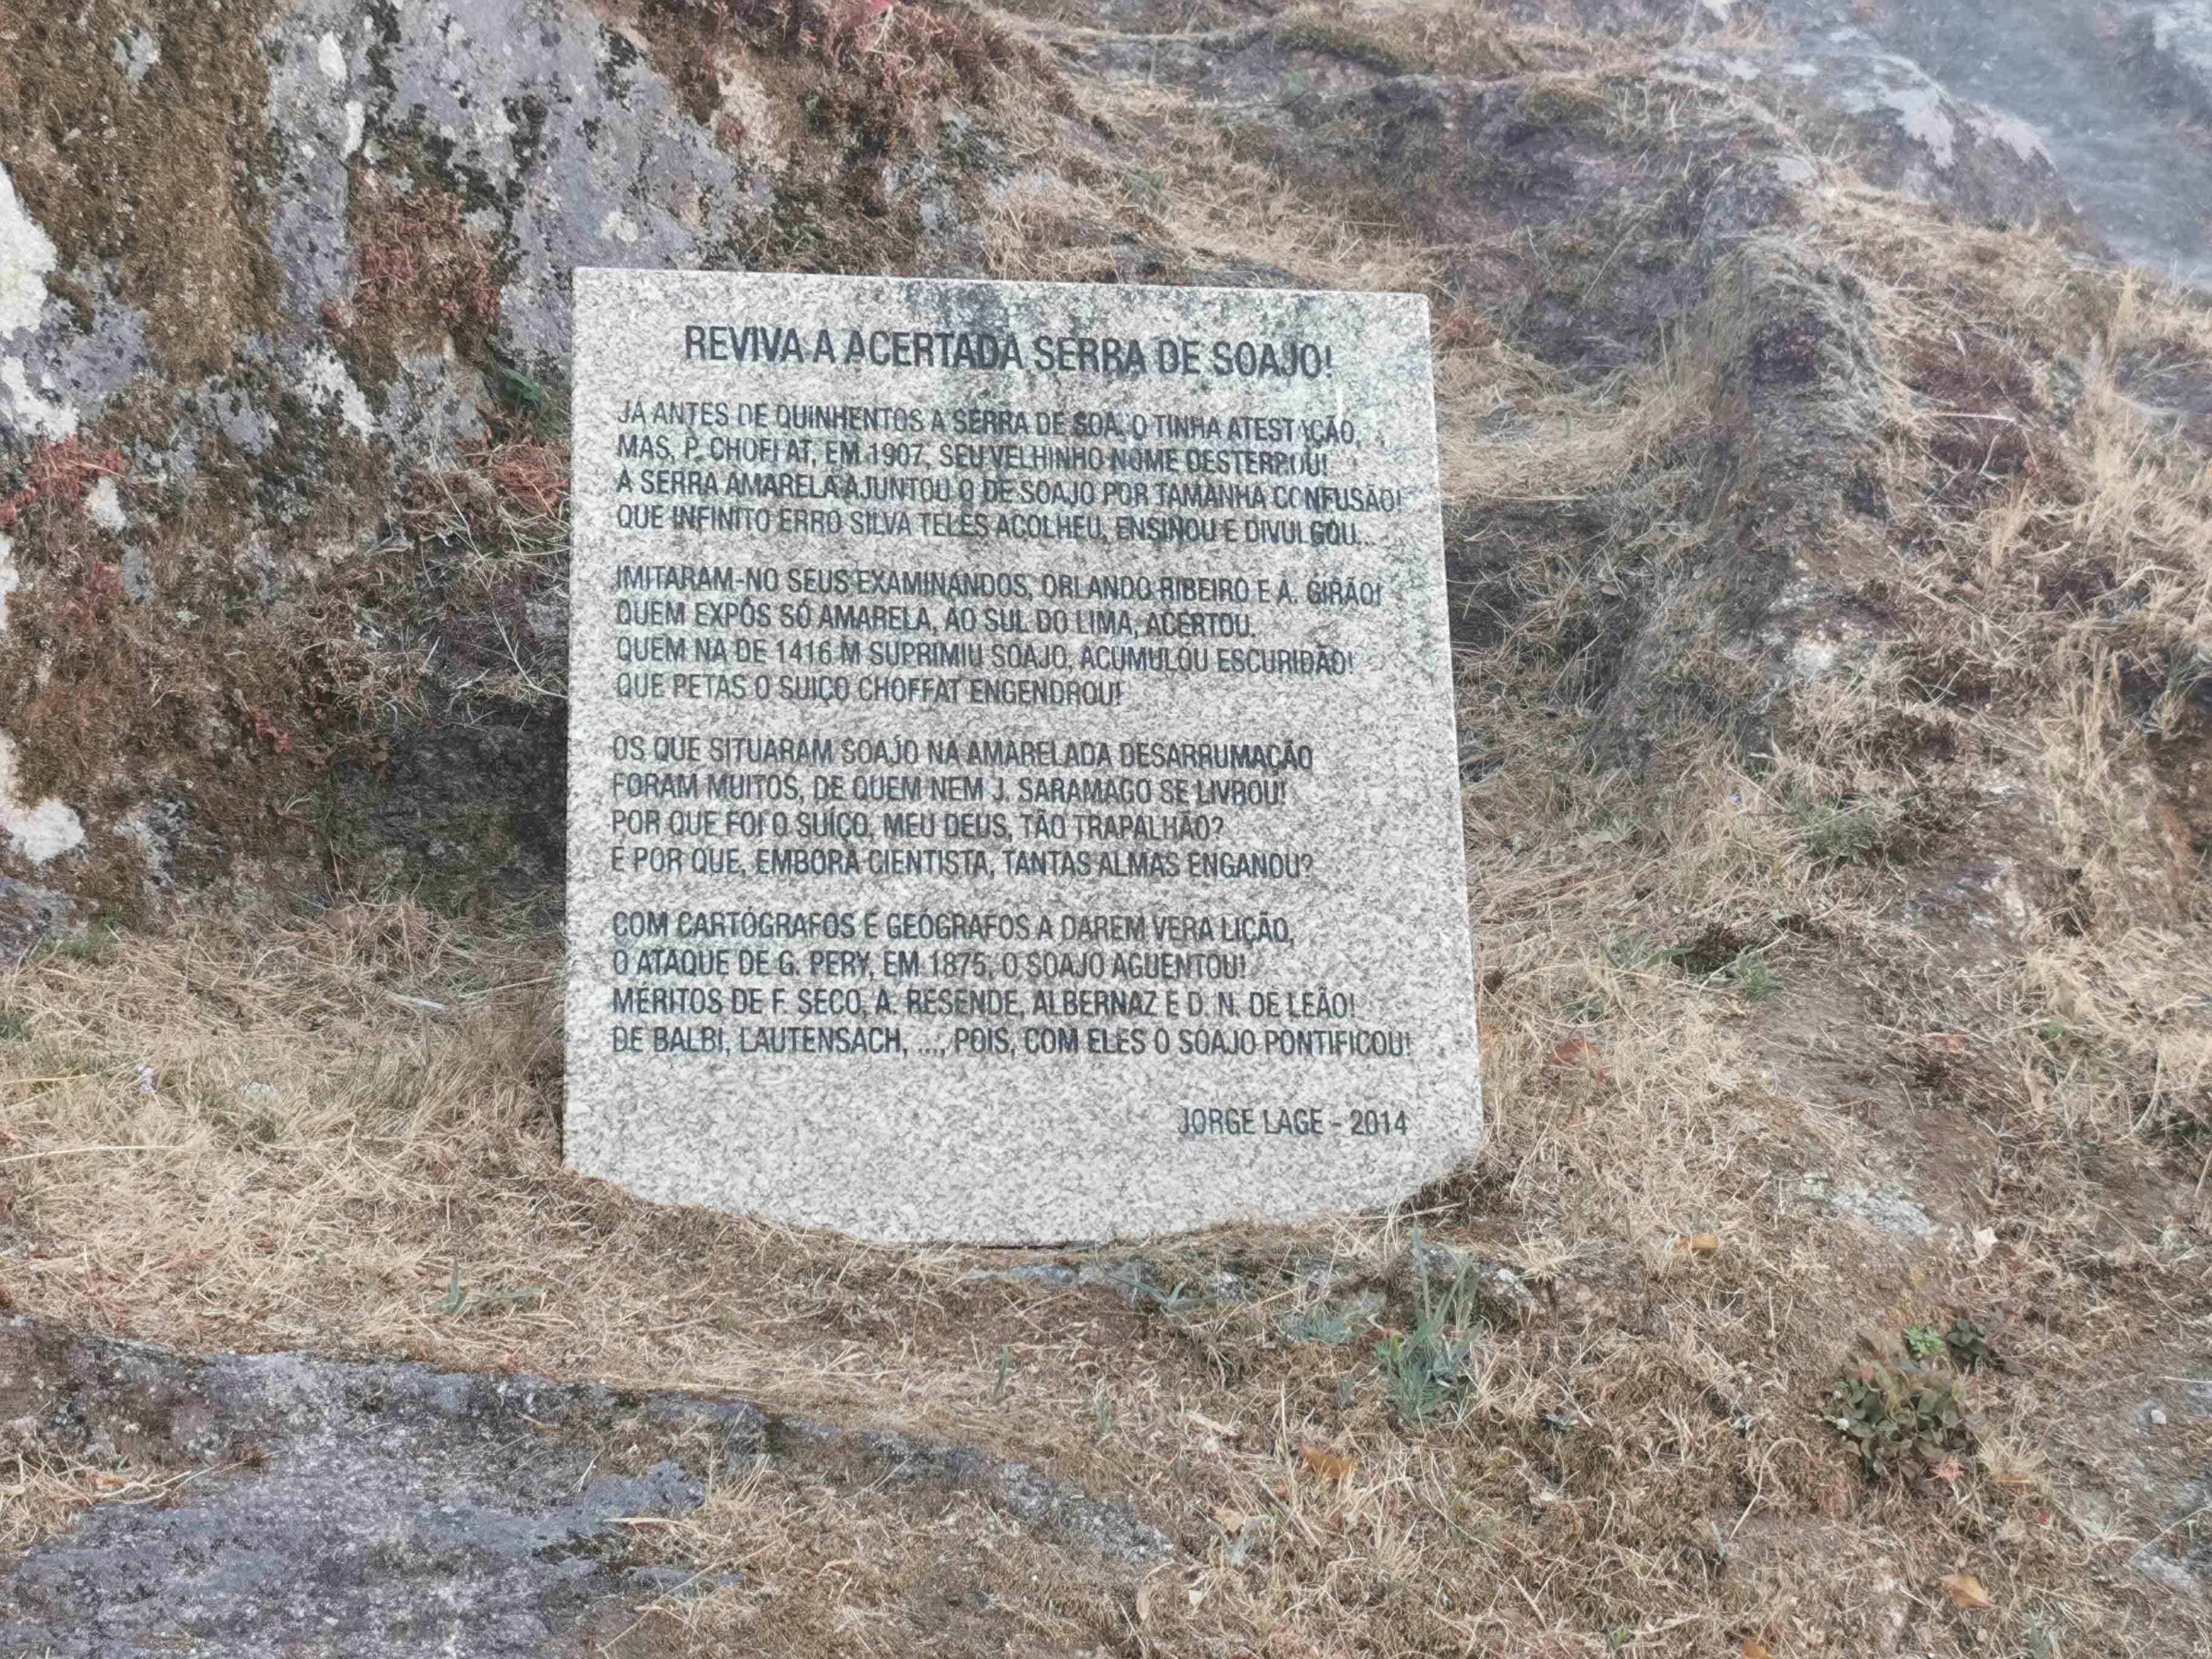 REVIVA A ACERTADA SERRA DE SOAJO!
JÁ ANTES DE QUINHENTOS A SERRA DE SOAJO TINHA ATESTAÇÃO,
MAS, P. CHOFFAT, EM 1907, SEU VELHINHO NOME DESTERROU!
À SERRA AMARELA AJUNTOU O DE SOAJO POR TAMANHA CONFUSÃO!
QUE INFINITO ERRO SILVA TELES ACOLHEU, ENSINOU E DIVULGOU...
IMITARAM-NO SEUS EXAMINANDOS, ORLANDO RIBEIRO E A. GIRÃO!
QUEM EXPÔS SÓ AMARELA, AO SUL DO LIMA, ACERTOU.
QUEM NA DE 1416 M SUPRIMIU SOAJO, ACUMULOU ESCURIDÃO!
QUE PETAS O SUIÇO CHOFFAT ENGENDROU!
OS QUE SITUARAM SOAJO NA AMARELADA DESARRUMAÇÃO
FORAM MUITOS, DE QUEM NEM J. SARAMAGO SE LIVROU!
POR QUE FOI O SUÍÇO, MEU DEUS, TÃO TRAPALHÃO?
E POR QUE, EMBORA CIENTISTA, TANTAS ALMAS ENGANOU?
COM CARTÓGRAFOS E GEÓGRAFOS A DAREM VERA LIÇÃO,
O ATAQUE DE G. PERY, EM 1875, O SOAJO AGUENTOU!
MÉRITOS DE F. SECO, A. RESENDE, ALBERNAZ E D. N. DE LEÃO!
DE BALBI, LAUTENSACH, ..., POIS, COM ELES O SOAJO PONTIFICOU!
JORGE LAGE - 2014